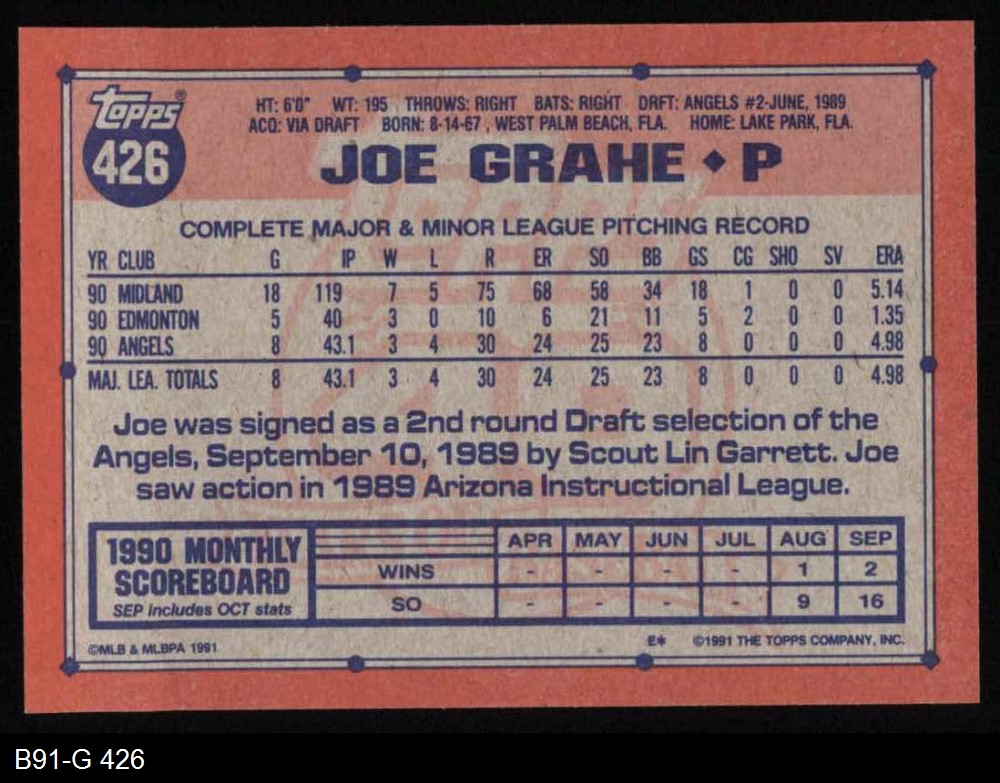 topps®
426
HT: 6'0" WT: 195 THROWS: RIGHT BATS: RIGHT DRFT: ANGELS #2-JUNE, 1989
ACQ: VIA DRAFT BORN: 8-14-67, WEST PALM BEACH, FLA. HOME: LAKE PARK, FLA.
JOE GRAHE ◆ P
COMPLETE MAJOR & MINOR LEAGUE PITCHING RECORD
YR CLUB G IP W L R ER SO BB GS CG SHO SV ERA
90 MIDLAND 18 119 7 5 75 68 58 34 18 1 0 0 5.14
90 EDMONTON 5 40 3 0 10 6 21 11 5 2 0 0 1.35
90 ANGELS 8 43.1 3 4 30 24 25 23 8 0 0 0 4.98
MAJ. LEA. TOTALS 8 43.1 3 4 30 24 25 23 8 0 0 0 4.98
Joe was signed as a 2nd round Draft selection of the
Angels, September 10, 1989 by Scout Lin Garrett. Joe
saw action in 1989 Arizona Instructional League.
1990 MONTHLY
SCOREBOARD
SEP includes OCT stats
APR MAY JUN JUL AUG SEP
WINS - - - - 1 2
SO - - - - 9 16
©MLB & MLBPA 1991
E* ©1991 THE TOPPS COMPANY, INC.
B91-G 426